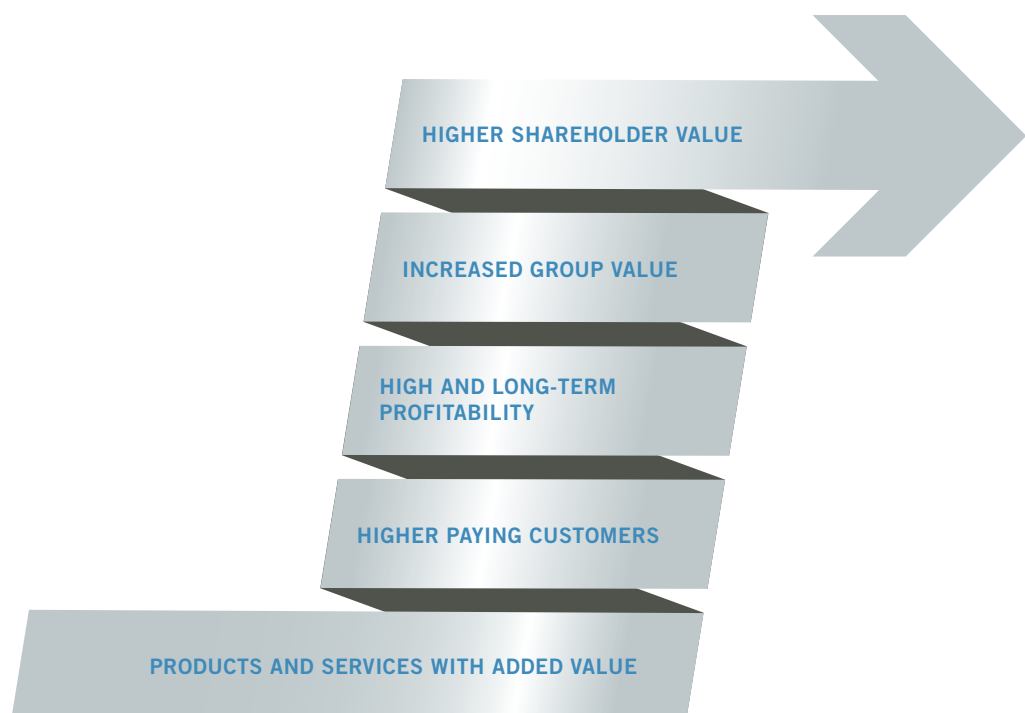 HIGHER SHAREHOLDER VALUE
INCREASED GROUP VALUE
HIGH AND LONG-TERM
PROFITABILITY
HIGHER PAYING CUSTOMERS
PRODUCTS AND SERVICES WITH ADDED VALUE